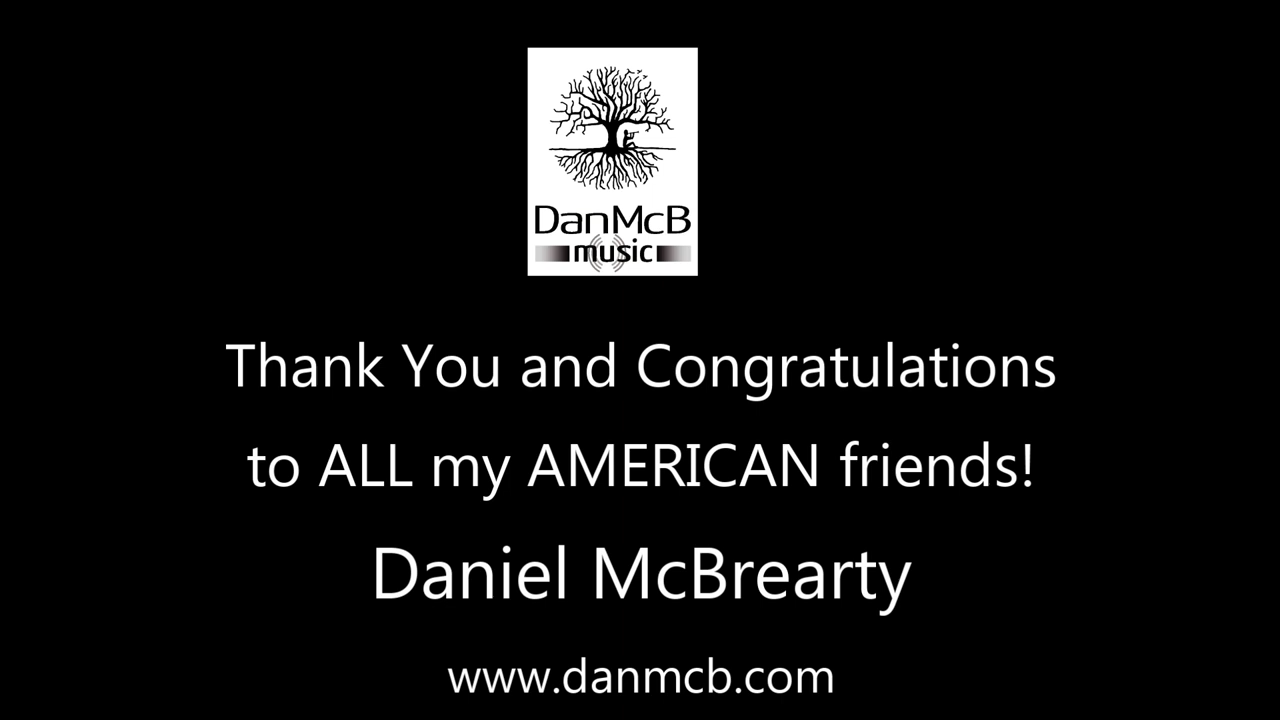 DanMcB
music
Thank You and Congratulations
to ALL my AMERICAN friends!
Daniel McBrearty
www.danmcb.com